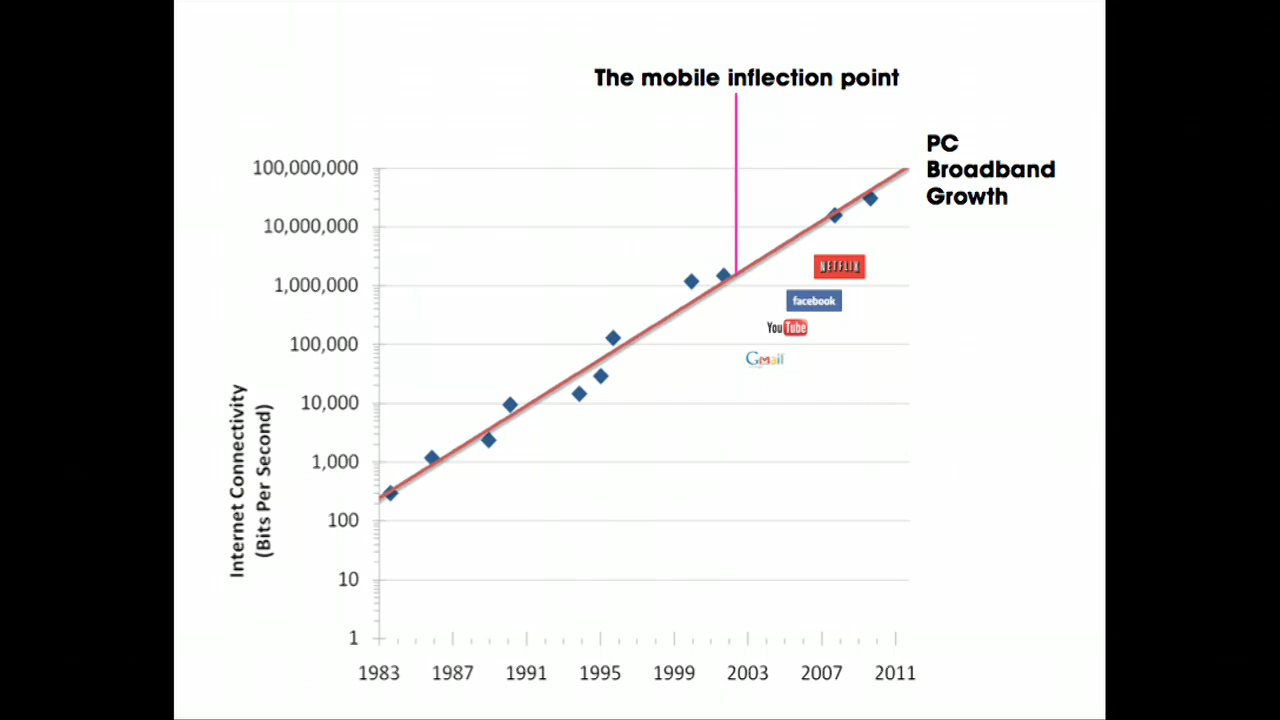 The mobile inflection point
PC
Broadband
Growth
100,000,000
10,000,000
1,000,000
100,000
10,000
1,000
100
10
1
Internet Connectivity
(Bits Per Second)
NETFLIX
facebook
YouTube
Gmail
1983 1987 1991 1995 1999 2003 2007 2011